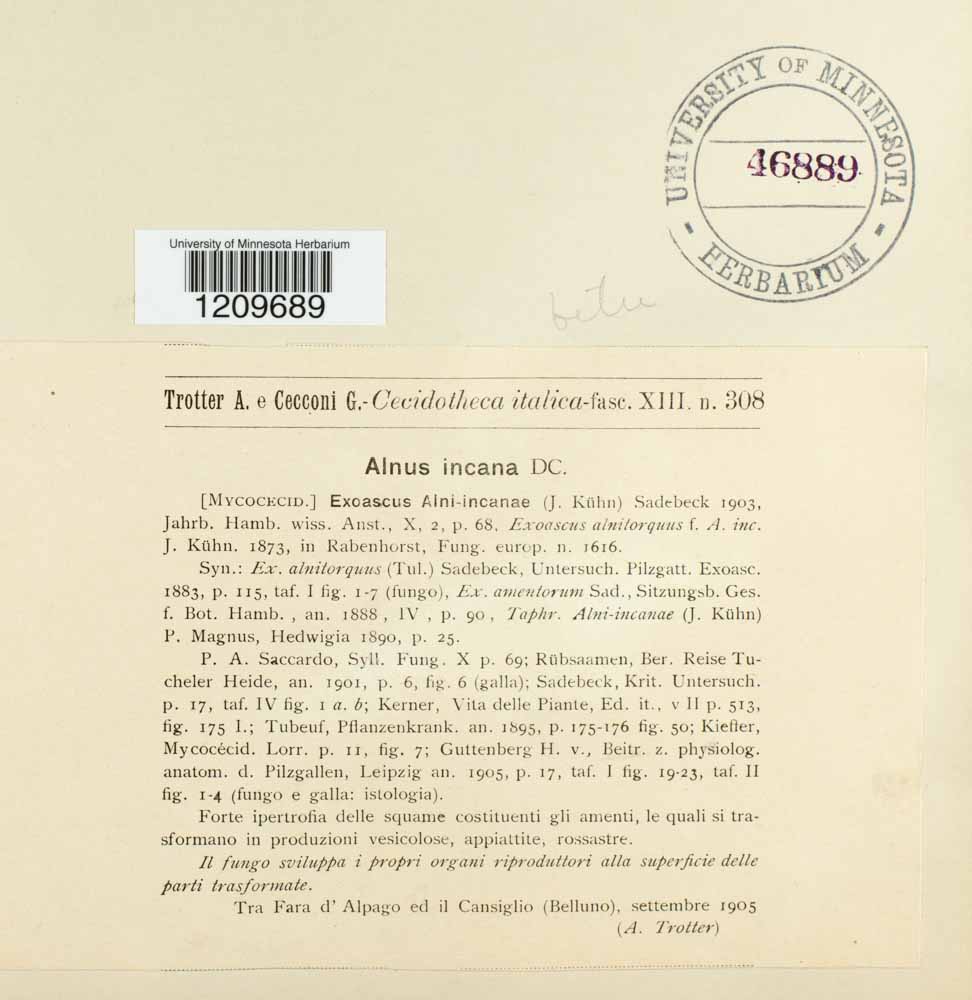 UNIVERSITY OF MINNESOTA
46889
- HERBARIUM -
University of Minnesota Herbarium
1209689
Trotter A. e Cecconi G.-Cecidotheca italica-fasc. XIII. n. 308
Alnus incana DC.
[MYCOCECID.] Exoascus Alni-incanae (J. Kühn) Sadebeck 1903,
Jahrb. Hamb. wiss. Anst., X, 2, p. 68, Exoascus alnitorquus f. A. inc.
J. Kühn. 1873, in Rabenhorst, Fung. europ. n. 1616.
Syn.: Ex. alnitorquus (Tul.) Sadebeck, Untersuch. Pilzgatt. Exoasc.
1883, p. 115, taf. I fig. 1-7 (fungo), Ex. amentorum Sad., Sitzungsb. Ges.
f. Bot. Hamb., an. 1888, IV, p. 90, Taphr. Alni-incanae (J. Kühn)
P. Magnus, Hedwigia 1890, p. 25.
P. A. Saccardo, Syll. Fung. X p. 69; Rübsaamen, Ber. Reise Tu-
cheler Heide, an. 1901, p. 6, fig. 6 (galla); Sadebeck, Krit. Untersuch.
p. 17, taf. IV fig. 1 a. b; Kerner, Vita delle Piante, Ed. it., v II p. 513,
fig. 175 I.; Tubeuf, Pflanzenkrank. an. 1895, p. 175-176 fig. 50; Kieffer,
Mycocécid. Lorr. p. 11, fig. 7; Guttenberg H. v., Beitr. z. physiolog.
anatom. d. Pilzgallen, Leipzig an. 1905, p. 17, taf. I fig. 19-23, taf. II
fig. 1-4 (fungo e galla: istologia).
Forte ipertrofia delle squame costituenti gli amenti, le quali si tra-
sformano in produzioni vesicolose, appiattite, rossastre.
Il fungo sviluppa i propri organi riproduttori alla superficie delle
parti trasformate.
Tra Fara d' Alpago ed il Cansiglio (Belluno), settembre 1905
(A. Trotter)